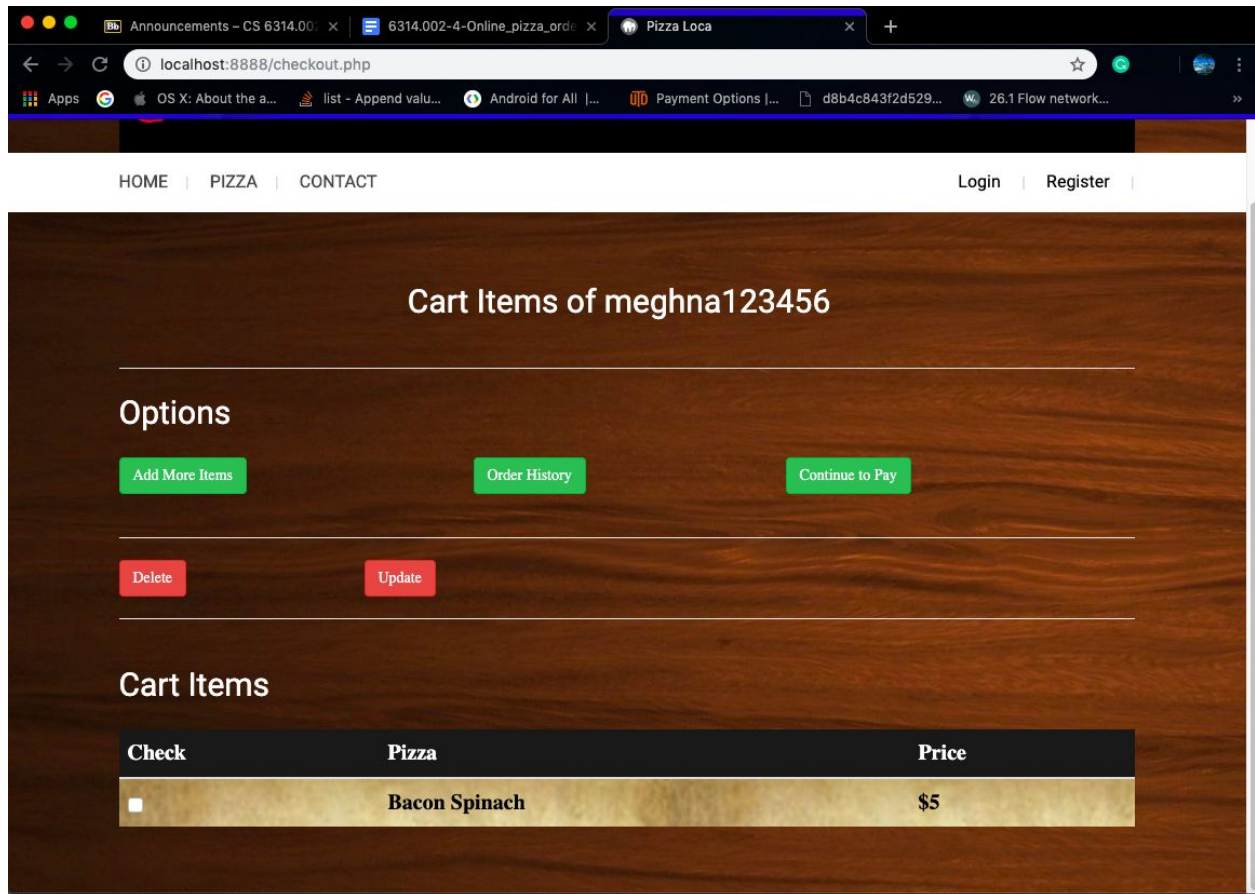 Bb Announcements – CS 6314.00
6314.002-4-Online_pizza_orde
Pizza Loca
localhost:8888/checkout.php
Apps
OS X: About the a...
list - Append valu...
Android for All |...
Payment Options |...
d8b4c843f2d529...
26.1 Flow network...
»
HOME | PIZZA | CONTACT
Login | Register |
Cart Items of meghna123456
Options
Add More Items
Order History
Continue to Pay
Delete
Update
Cart Items
Check Pizza Price
Bacon Spinach $5